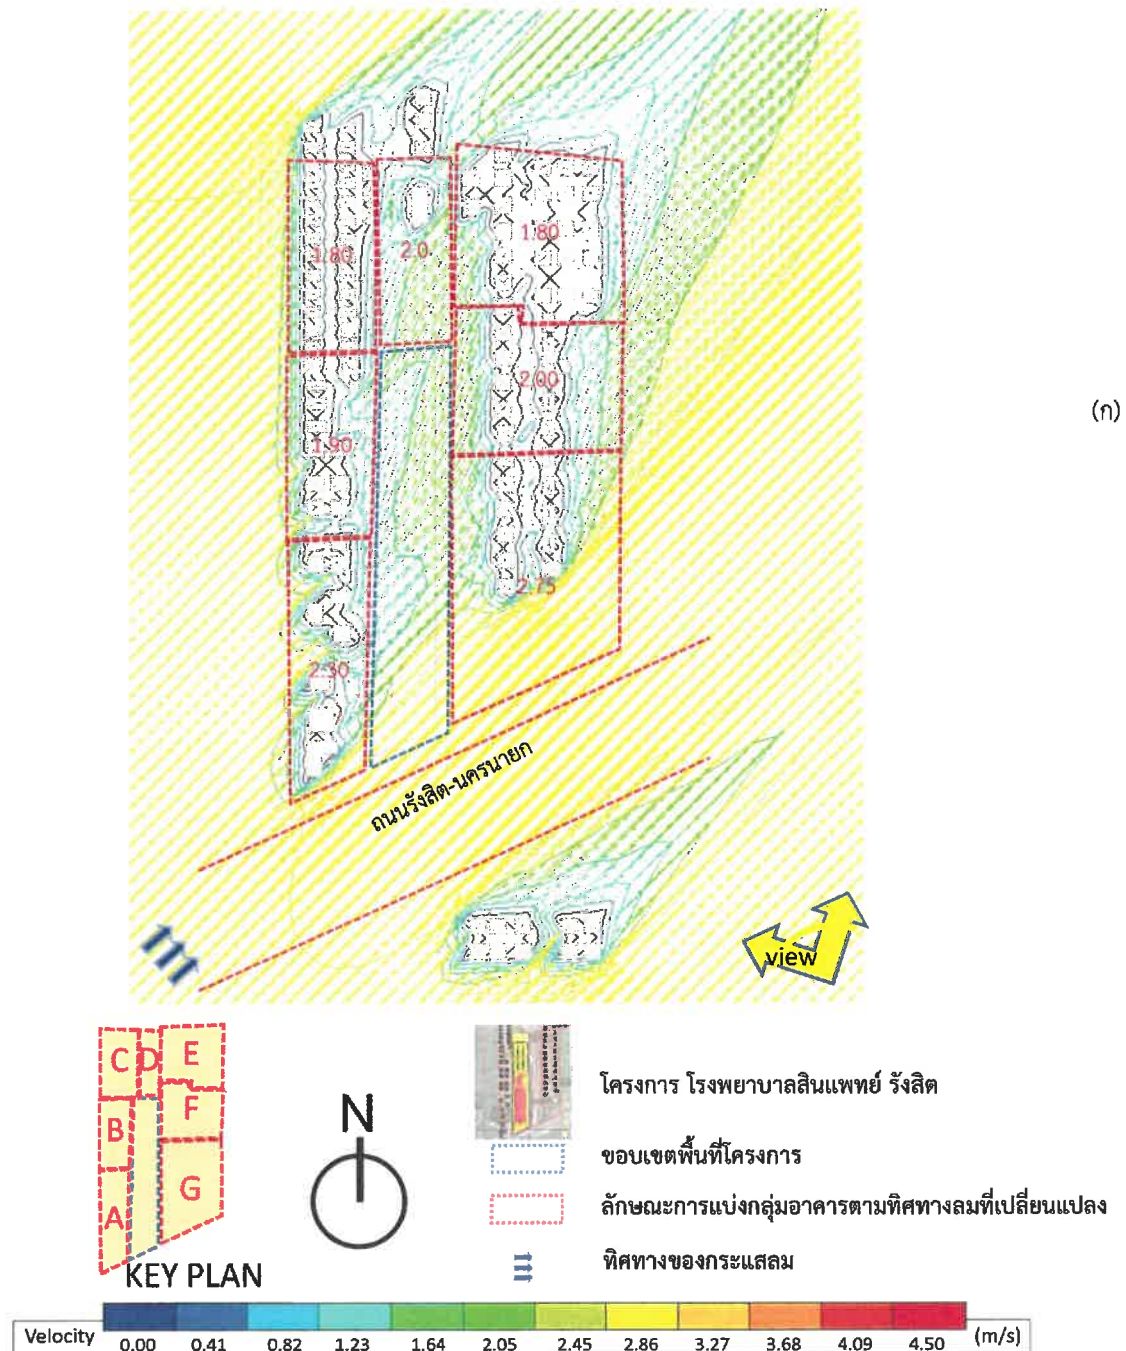 1.80
2.0
1.80
2.00
(ก)
1.90
2.75
2.30
ถนนรังสิต-นครนายก
view
C D E
B F
A G
KEY PLAN
N
โครงการ โรงพยาบาลสินแพทย์ รังสิต
ขอบเขตพื้นที่โครงการ
ลักษณะการแบ่งกลุ่มอาคารตามทิศทางลมที่เปลี่ยนแปลง
ทิศทางของกระแสลม
Velocity 0.00 0.41 0.82 1.23 1.64 2.05 2.45 2.86 3.27 3.68 4.09 4.50 (m/s)